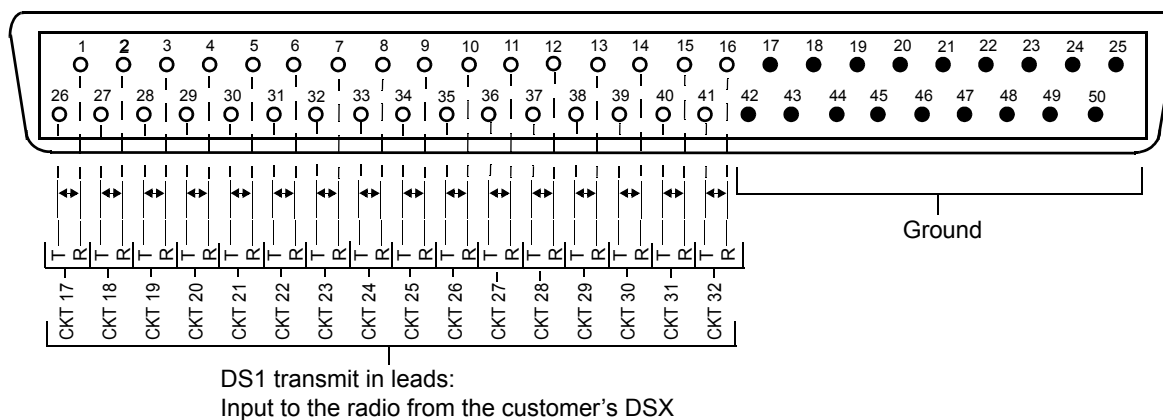 1 2 3 4 5 6 7 8 9 10 11 12 13 14 15 16 17 18 19 20 21 22 23 24 25
26 27 28 29 30 31 32 33 34 35 36 37 38 39 40 41 42 43 44 45 46 47 48 49 50
Ground
T R T R T R T R T R T R T R T R T R T R T R T R T R T R T R T R
CKT 17 CKT 18 CKT 19 CKT 20 CKT 21 CKT 22 CKT 23 CKT 24 CKT 25 CKT 26 CKT 27 CKT 28 CKT 29 CKT 30 CKT 31 CKT 32
DS1 transmit in leads:
Input to the radio from the customer’s DSX